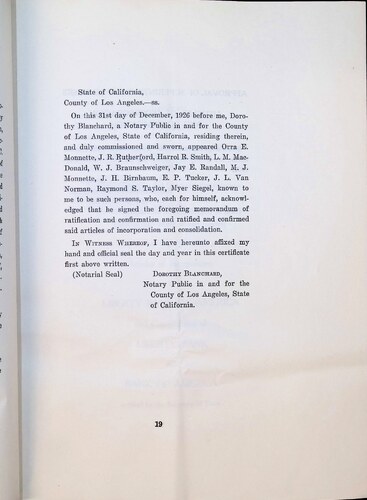 State of California,
County of Los Angeles.—ss.
On this 31st day of December, 1926 before me, Doro-
thy Blanchard, a Notary Public in and for the County
of Los Angeles, State of California, residing therein,
and duly commissioned and sworn, appeared Orra E.
Monnette, J. R. Rutherford, Harrol R. Smith, L. M. Mac-
Donald, W. J. Braunschweiger, Jay E. Randall, M. J.
Monnette, J. H. Birnbaum, E. P. Tucker, J. L. Van
Norman, Raymond S. Taylor, Myer Siegel, known to
me to be such persons, who, each for himself, acknowl-
edged that he signed the foregoing memorandum of
ratification and confirmation and ratified and confirmed
said articles of incorporation and consolidation.
In Witness Whereof, I have hereunto affixed my
hand and official seal the day and year in this certificate
first above written.
(Notarial Seal) Dorothy Blanchard,
Notary Public in and for the
County of Los Angeles, State
of California.
19